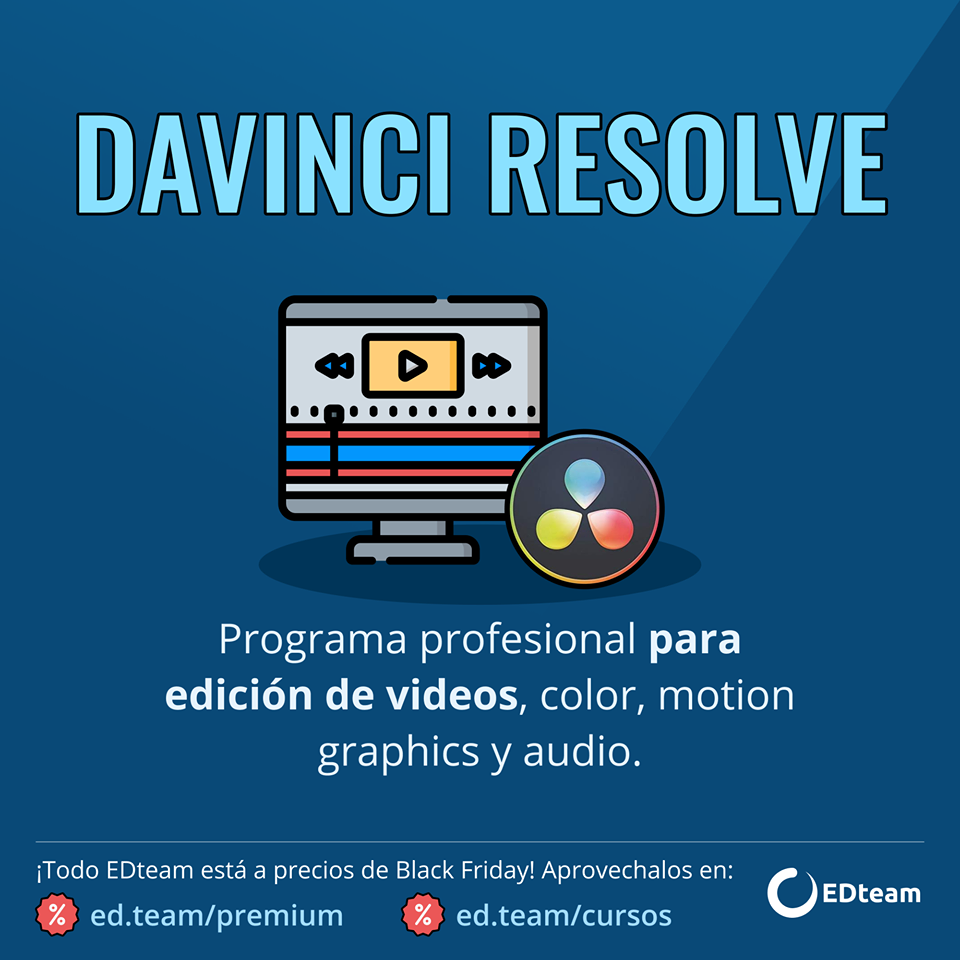 DAVINCI RESOLVE
Programa profesional para
edición de videos, color, motion
graphics y audio.
¡Todo EDteam está a precios de Black Friday! Aprovechalos en:
% ed.team/premium
% ed.team/cursos
EDteam